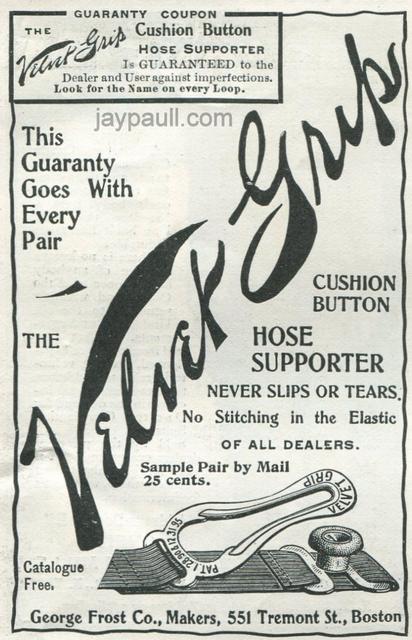 GUARANTY COUPON
THE Velvet Grip Cushion Button
HOSE SUPPORTER
Is GUARANTEED to the
Dealer and User against imperfections.
Look for the Name on every Loop.
jaypaull.com
This
Guaranty
Goes With
Every
Pair
THE
Velvet Grip
CUSHION
BUTTON
HOSE
SUPPORTER
NEVER SLIPS OR TEARS.
No Stitching in the Elastic
OF ALL DEALERS.
Sample Pair by Mail
25 cents.
VELVET GRIP
Catalogue
Free.
George Frost Co., Makers, 551 Tremont St., Boston